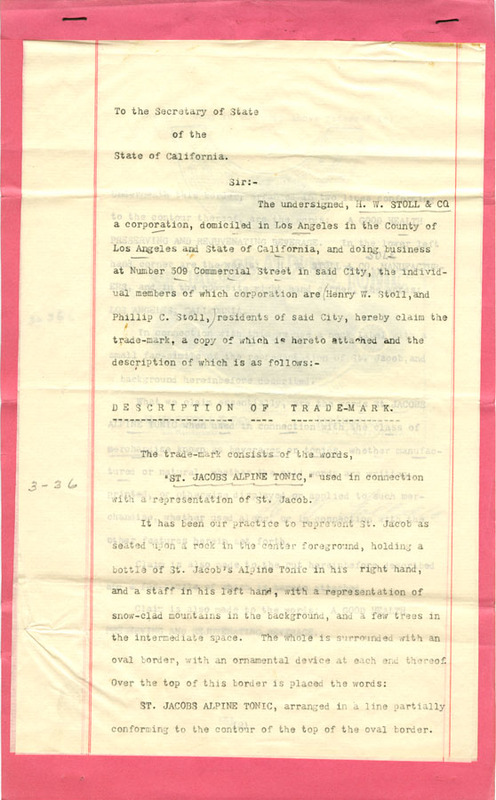 To the Secretary of State
of the
State of California.
Sir:-
The undersigned, H. W. STOLL & CO
a corporation, domiciled in Los Angeles in the County of
Los Angeles and State of California, and doing business
at Number 509 Commercial Street in said City, the individ-
ual members of which corporation are (Henry W. Stoll, and
Phillip C. Stoll,) residents of said City, hereby claim the
trade-mark, a copy of which is hereto attached and the
description of which is as follows:-
DESCRIPTION OF TRADE-MARK.
The trade-mark consists of the words,
"ST. JACOBS ALPINE TONIC," used in connection
3-36
with a representation of St. Jacob.
It has been our practice to represent St. Jacob as
seated upon a rock in the center foreground, holding a
bottle of St. Jacob's Alpine Tonic in his right hand,
and a staff in his left hand, with a representation of
snow-clad mountains in the background, and a few trees in
the intermediate space. The whole is surrounded with an
oval border, with an ornamental device at each end thereof.
Over the top of this border is placed the words:
ST. JACOBS ALPINE TONIC, arranged in a line partially
conforming to the contour of the top of the oval border.